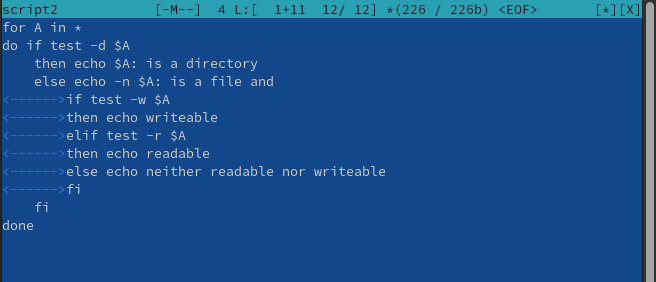 script2 [-M--] 4 L:[ 1+11 12/ 12] *(226 / 226b) <EOF> [*][X]
for A in *
do if test -d $A
    then echo $A: is a directory
    else echo -n $A: is a file and
<------>if test -w $A
<------>then echo writeable
<------>elif test -r $A
<------>then echo readable
<------>else echo neither readable nor writeable
<------>fi
    fi
done